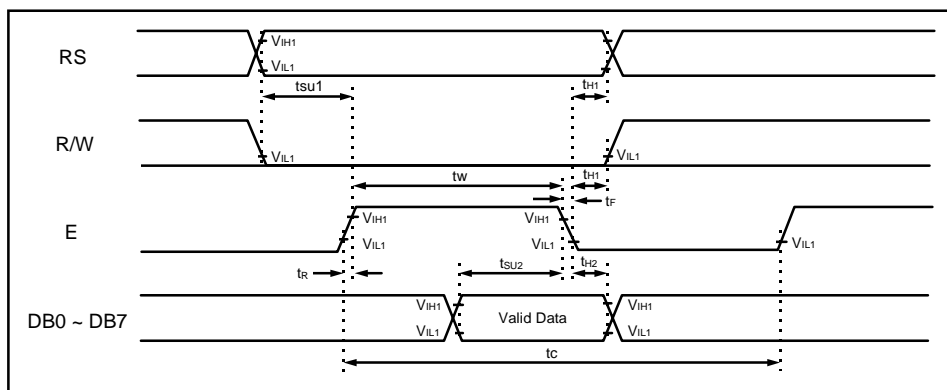 RS
VIH1
VIL1
tsu1
tH1
R/W
VIL1
VIL1
tw
tH1
tF
E
VIH1
VIH1
VIL1
VIL1
VIL1
tR
tSU2
tH2
DB0 ~ DB7
VIH1
Valid Data
VIH1
VIL1
VIL1
tc